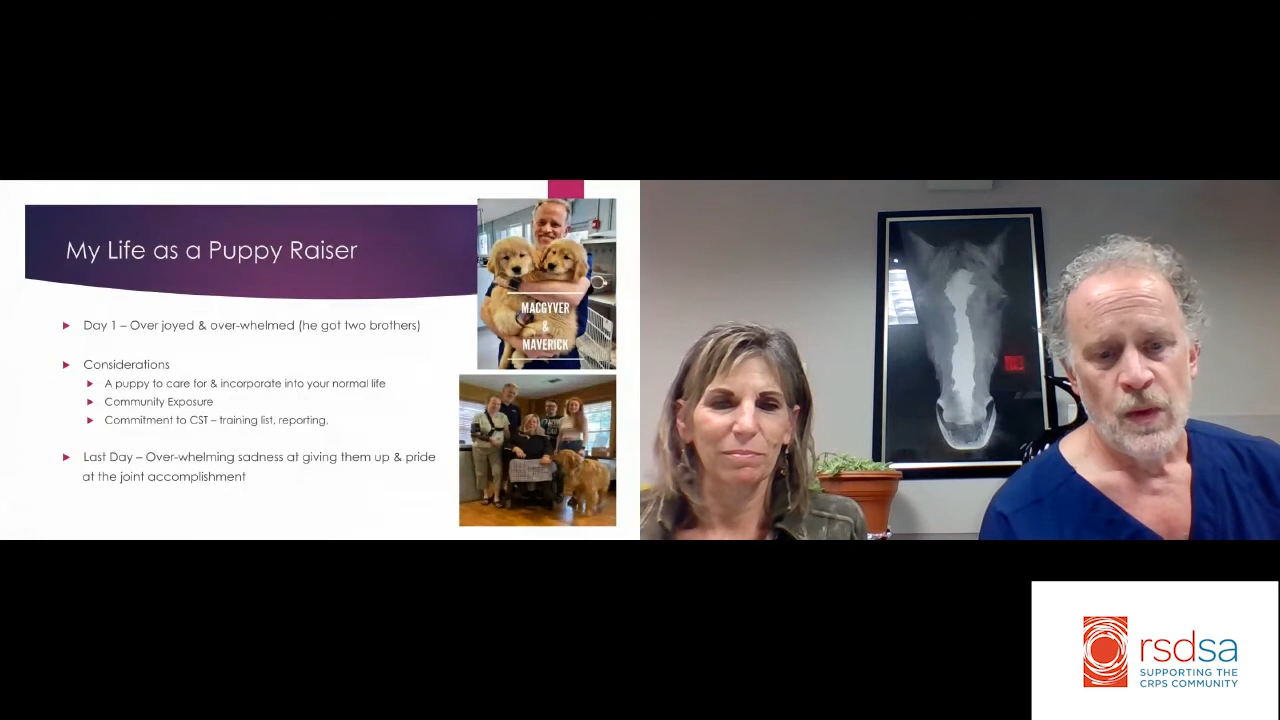 My Life as a Puppy Raiser
Day 1 – Over joyed & over-whelmed (he got two brothers)
Considerations
A puppy to care for & incorporate into your normal life
Community Exposure
Commitment to CST – training list, reporting.
Last Day – Over-whelming sadness at giving them up & pride
at the joint accomplishment
MACGYVER
&
MAVERICK
rsdsa
SUPPORTING THE
CRPS COMMUNITY